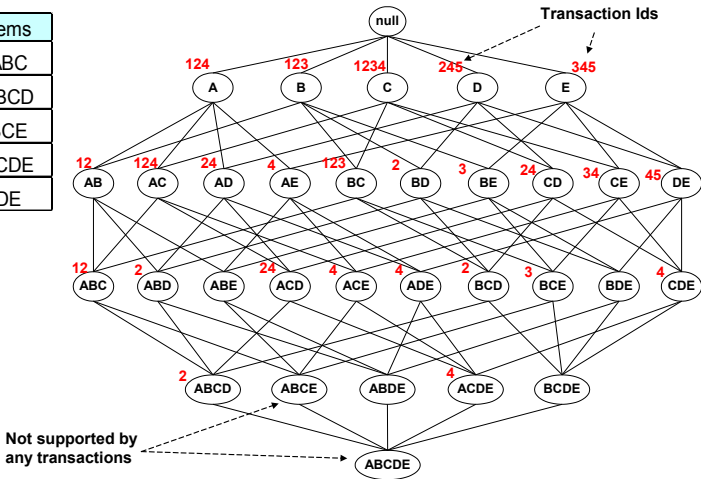 null
Transaction Ids
ems
ABC
BCD
BCE
CDE
DE
124
123
1234
245
345
A
B
C
D
E
12
124
24
4
123
2
3
24
34
45
AB
AC
AD
AE
BC
BD
BE
CD
CE
DE
12
2
24
4
4
2
3
4
ABC
ABD
ABE
ACD
ACE
ADE
BCD
BCE
BDE
CDE
2
4
ABCD
ABCE
ABDE
ACDE
BCDE
Not supported by
any transactions
ABCDE